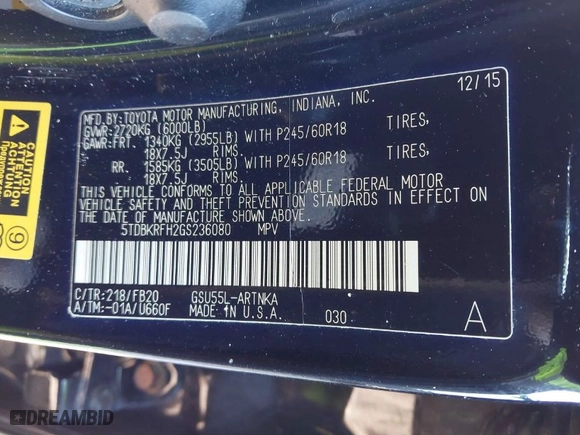 12/15
MFD.BY:TOYOTA MOTOR MANUFACTURING, INDIANA, INC.
GVWR:2720KG (6000LB)
GAWR:FRT. 1340KG (2955LB) WITH P245/60R18 TIRES,
18X7.5J RIMS
RR. 1585KG (3505LB) WITH P245/60R18 TIRES,
18X7.5J RIMS
THIS VEHICLE CONFORMS TO ALL APPLICABLE FEDERAL MOTOR
VEHICLE SAFETY AND THEFT PREVENTION STANDARDS IN EFFECT
ON THE DATE OF MANUFACTURE SHOWN ABOVE.
5TDBKRFH2GS236080 MPV
C/TR:218/FB20 GSU55L-ARTNKA
A/TM:-01A/U660F MADE IN U.S.A. 030 A
CAUTION
ATTENTION
ACHTUNG
9
DREAMBID